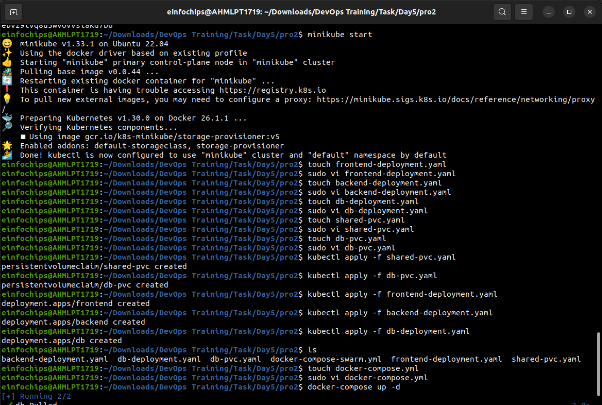 einfochips@AHMLPT1719: ~/Downloads/DevOps Training/Task/Day5/pro2
einfochips@AHMLPT1719:~/Downloads/DevOps Training/Task/Day5/pro2$ minikube start
minikube v1.33.1 on Ubuntu 22.04
Using the docker driver based on existing profile
Starting "minikube" primary control-plane node in "minikube" cluster
Pulling base image v0.0.44 ...
Restarting existing docker container for "minikube" ...
This container is having trouble accessing https://registry.k8s.io
To pull new external images, you may need to configure a proxy: https://minikube.sigs.k8s.io/docs/reference/networking/proxy
/
Preparing Kubernetes v1.30.0 on Docker 26.1.1 ...
Verifying Kubernetes components...
Using image gcr.io/k8s-minikube/storage-provisioner:v5
Enabled addons: default-storageclass, storage-provisioner
Done! kubectl is now configured to use "minikube" cluster and "default" namespace by default
einfochips@AHMLPT1719:~/Downloads/DevOps Training/Task/Day5/pro2$ touch frontend-deployment.yaml
einfochips@AHMLPT1719:~/Downloads/DevOps Training/Task/Day5/pro2$ sudo vi frontend-deployment.yaml
einfochips@AHMLPT1719:~/Downloads/DevOps Training/Task/Day5/pro2$ touch backend-deployment.yaml
einfochips@AHMLPT1719:~/Downloads/DevOps Training/Task/Day5/pro2$ sudo vi backend-deployment.yaml
einfochips@AHMLPT1719:~/Downloads/DevOps Training/Task/Day5/pro2$ touch db-deployment.yaml
einfochips@AHMLPT1719:~/Downloads/DevOps Training/Task/Day5/pro2$ sudo vi db-deployment.yaml
einfochips@AHMLPT1719:~/Downloads/DevOps Training/Task/Day5/pro2$ touch shared-pvc.yaml
einfochips@AHMLPT1719:~/Downloads/DevOps Training/Task/Day5/pro2$ sudo vi shared-pvc.yaml
einfochips@AHMLPT1719:~/Downloads/DevOps Training/Task/Day5/pro2$ touch db-pvc.yaml
einfochips@AHMLPT1719:~/Downloads/DevOps Training/Task/Day5/pro2$ sudo vi db-pvc.yaml
einfochips@AHMLPT1719:~/Downloads/DevOps Training/Task/Day5/pro2$ kubectl apply -f shared-pvc.yaml
persistentvolumeclaim/shared-pvc created
einfochips@AHMLPT1719:~/Downloads/DevOps Training/Task/Day5/pro2$ kubectl apply -f db-pvc.yaml
persistentvolumeclaim/db-pvc created
einfochips@AHMLPT1719:~/Downloads/DevOps Training/Task/Day5/pro2$ kubectl apply -f frontend-deployment.yaml
deployment.apps/frontend created
einfochips@AHMLPT1719:~/Downloads/DevOps Training/Task/Day5/pro2$ kubectl apply -f backend-deployment.yaml
deployment.apps/backend created
einfochips@AHMLPT1719:~/Downloads/DevOps Training/Task/Day5/pro2$ kubectl apply -f db-deployment.yaml
deployment.apps/db created
einfochips@AHMLPT1719:~/Downloads/DevOps Training/Task/Day5/pro2$ ls
backend-deployment.yaml db-deployment.yaml db-pvc.yaml docker-compose-swarm.yml frontend-deployment.yaml shared-pvc.yaml
einfochips@AHMLPT1719:~/Downloads/DevOps Training/Task/Day5/pro2$ touch docker-compose.yml
einfochips@AHMLPT1719:~/Downloads/DevOps Training/Task/Day5/pro2$ sudo vi docker-compose.yml
einfochips@AHMLPT1719:~/Downloads/DevOps Training/Task/Day5/pro2$ docker-compose up -d
[+] Running 2/2
db Pulled